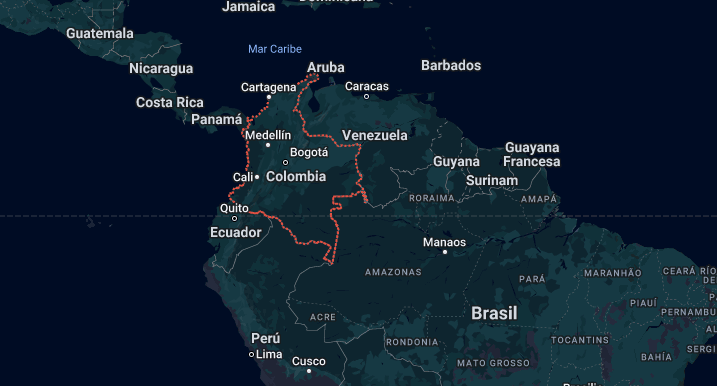 Jamaica
Guatemala
Mar Caribe
Nicaragua
Aruba
Barbados
Cartagena
Caracas
Costa Rica
Panamá
Medellín
Venezuela
Bogotá
Guayana
Francesa
Guyana
Cali
Colombia
Surinam
RORAIMA
AMAPÁ
Quito
Ecuador
Manaos
AMAZONAS
PARÁ
MARANHÃO
CEARÁ
PIAUÍ
ACRE
Brasil
PERNAMBU
Perú
RONDONIA
TOCANTINS
SERGI
Lima
Cusco
MATO GROSSO
BAHÍA